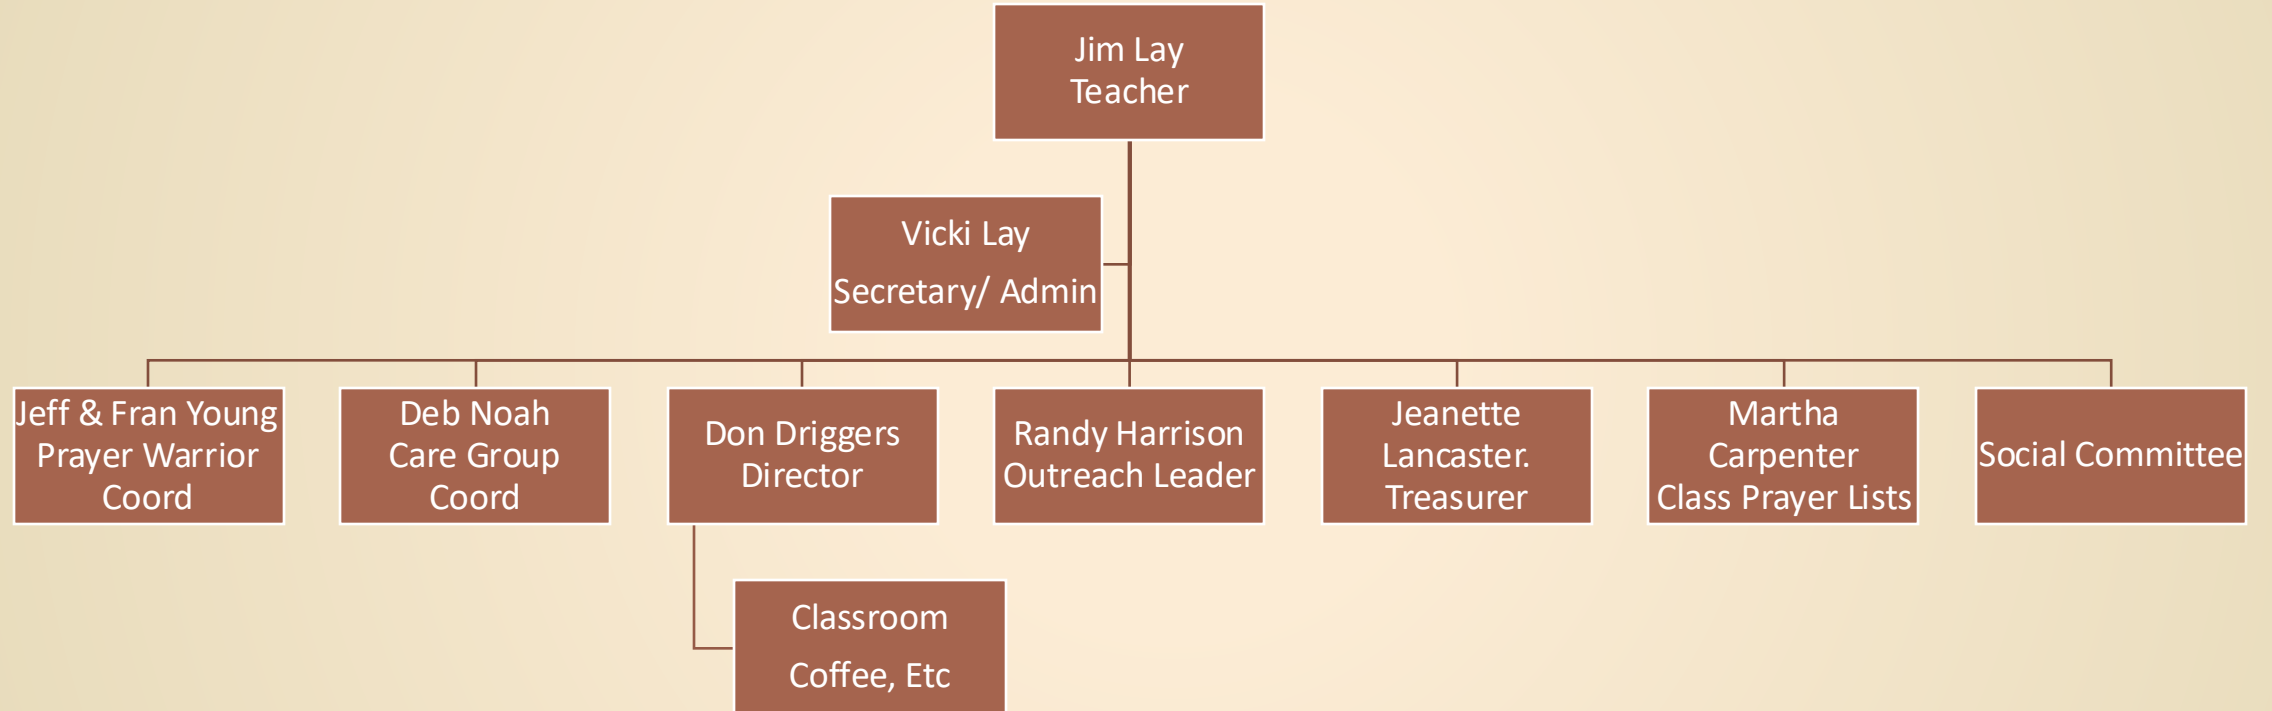 Jim Lay
Teacher
Vicki Lay
Secretary/ Admin
Jeff & Fran Young
Prayer Warrior
Coord
Deb Noah
Care Group
Coord
Don Driggers
Director
Randy Harrison
Outreach Leader
Jeanette
Lancaster.
Treasurer
Martha
Carpenter
Class Prayer Lists
Social Committee
Classroom
Coffee, Etc